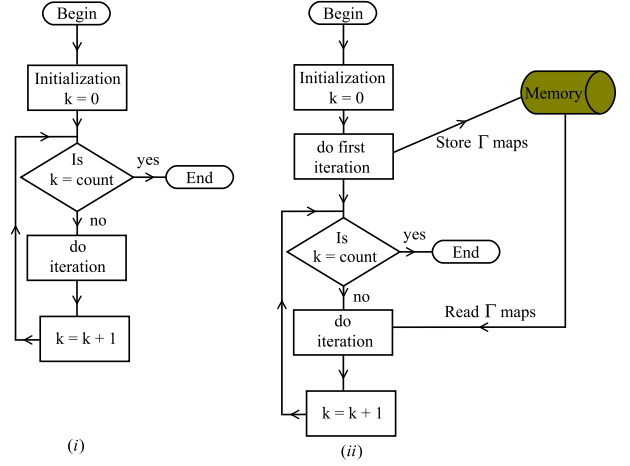 Begin
Initialization
k = 0
Is
k = count
yes
End
no
do
iteration
k = k + 1
(i)
Begin
Initialization
k = 0
do first
iteration
Memory
Store Γ maps
Is
k = count
yes
End
no
do
iteration
Read Γ maps
k = k + 1
(ii)